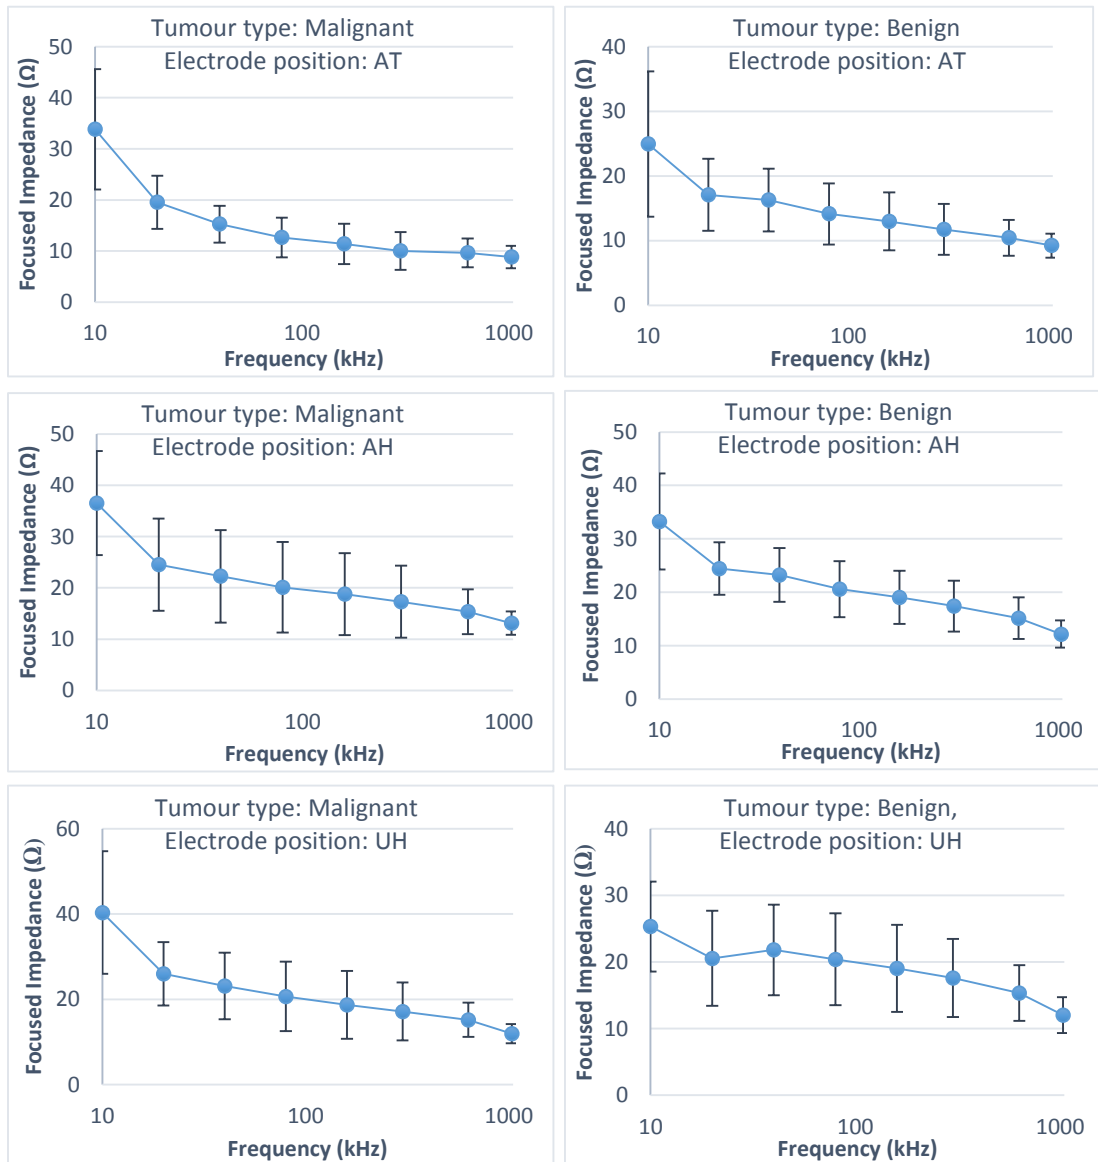 Tumour type: Malignant
Electrode position: AT
Focused Impedance (Ω)
50
40
30
20
10
0
10
100
1000
Frequency (kHz)
Tumour type: Benign
Electrode position: AT
Focused Impedance (Ω)
40
30
20
10
0
10
100
1000
Frequency (kHz)
Tumour type: Malignant
Electrode position: AH
Focused Impedance (Ω)
50
40
30
20
10
0
10
100
1000
Frequency (kHz)
Tumour type: Benign
Electrode position: AH
Focused Impedance (Ω)
50
40
30
20
10
0
10
100
1000
Frequency (kHz)
Tumour type: Malignant
Electrode position: UH
Focused Impedance (Ω)
60
40
20
0
10
100
1000
Frequency (kHz)
Tumour type: Benign,
Electrode position: UH
Focused Impedance (Ω)
40
30
20
10
0
10
100
1000
Frequency (kHz)